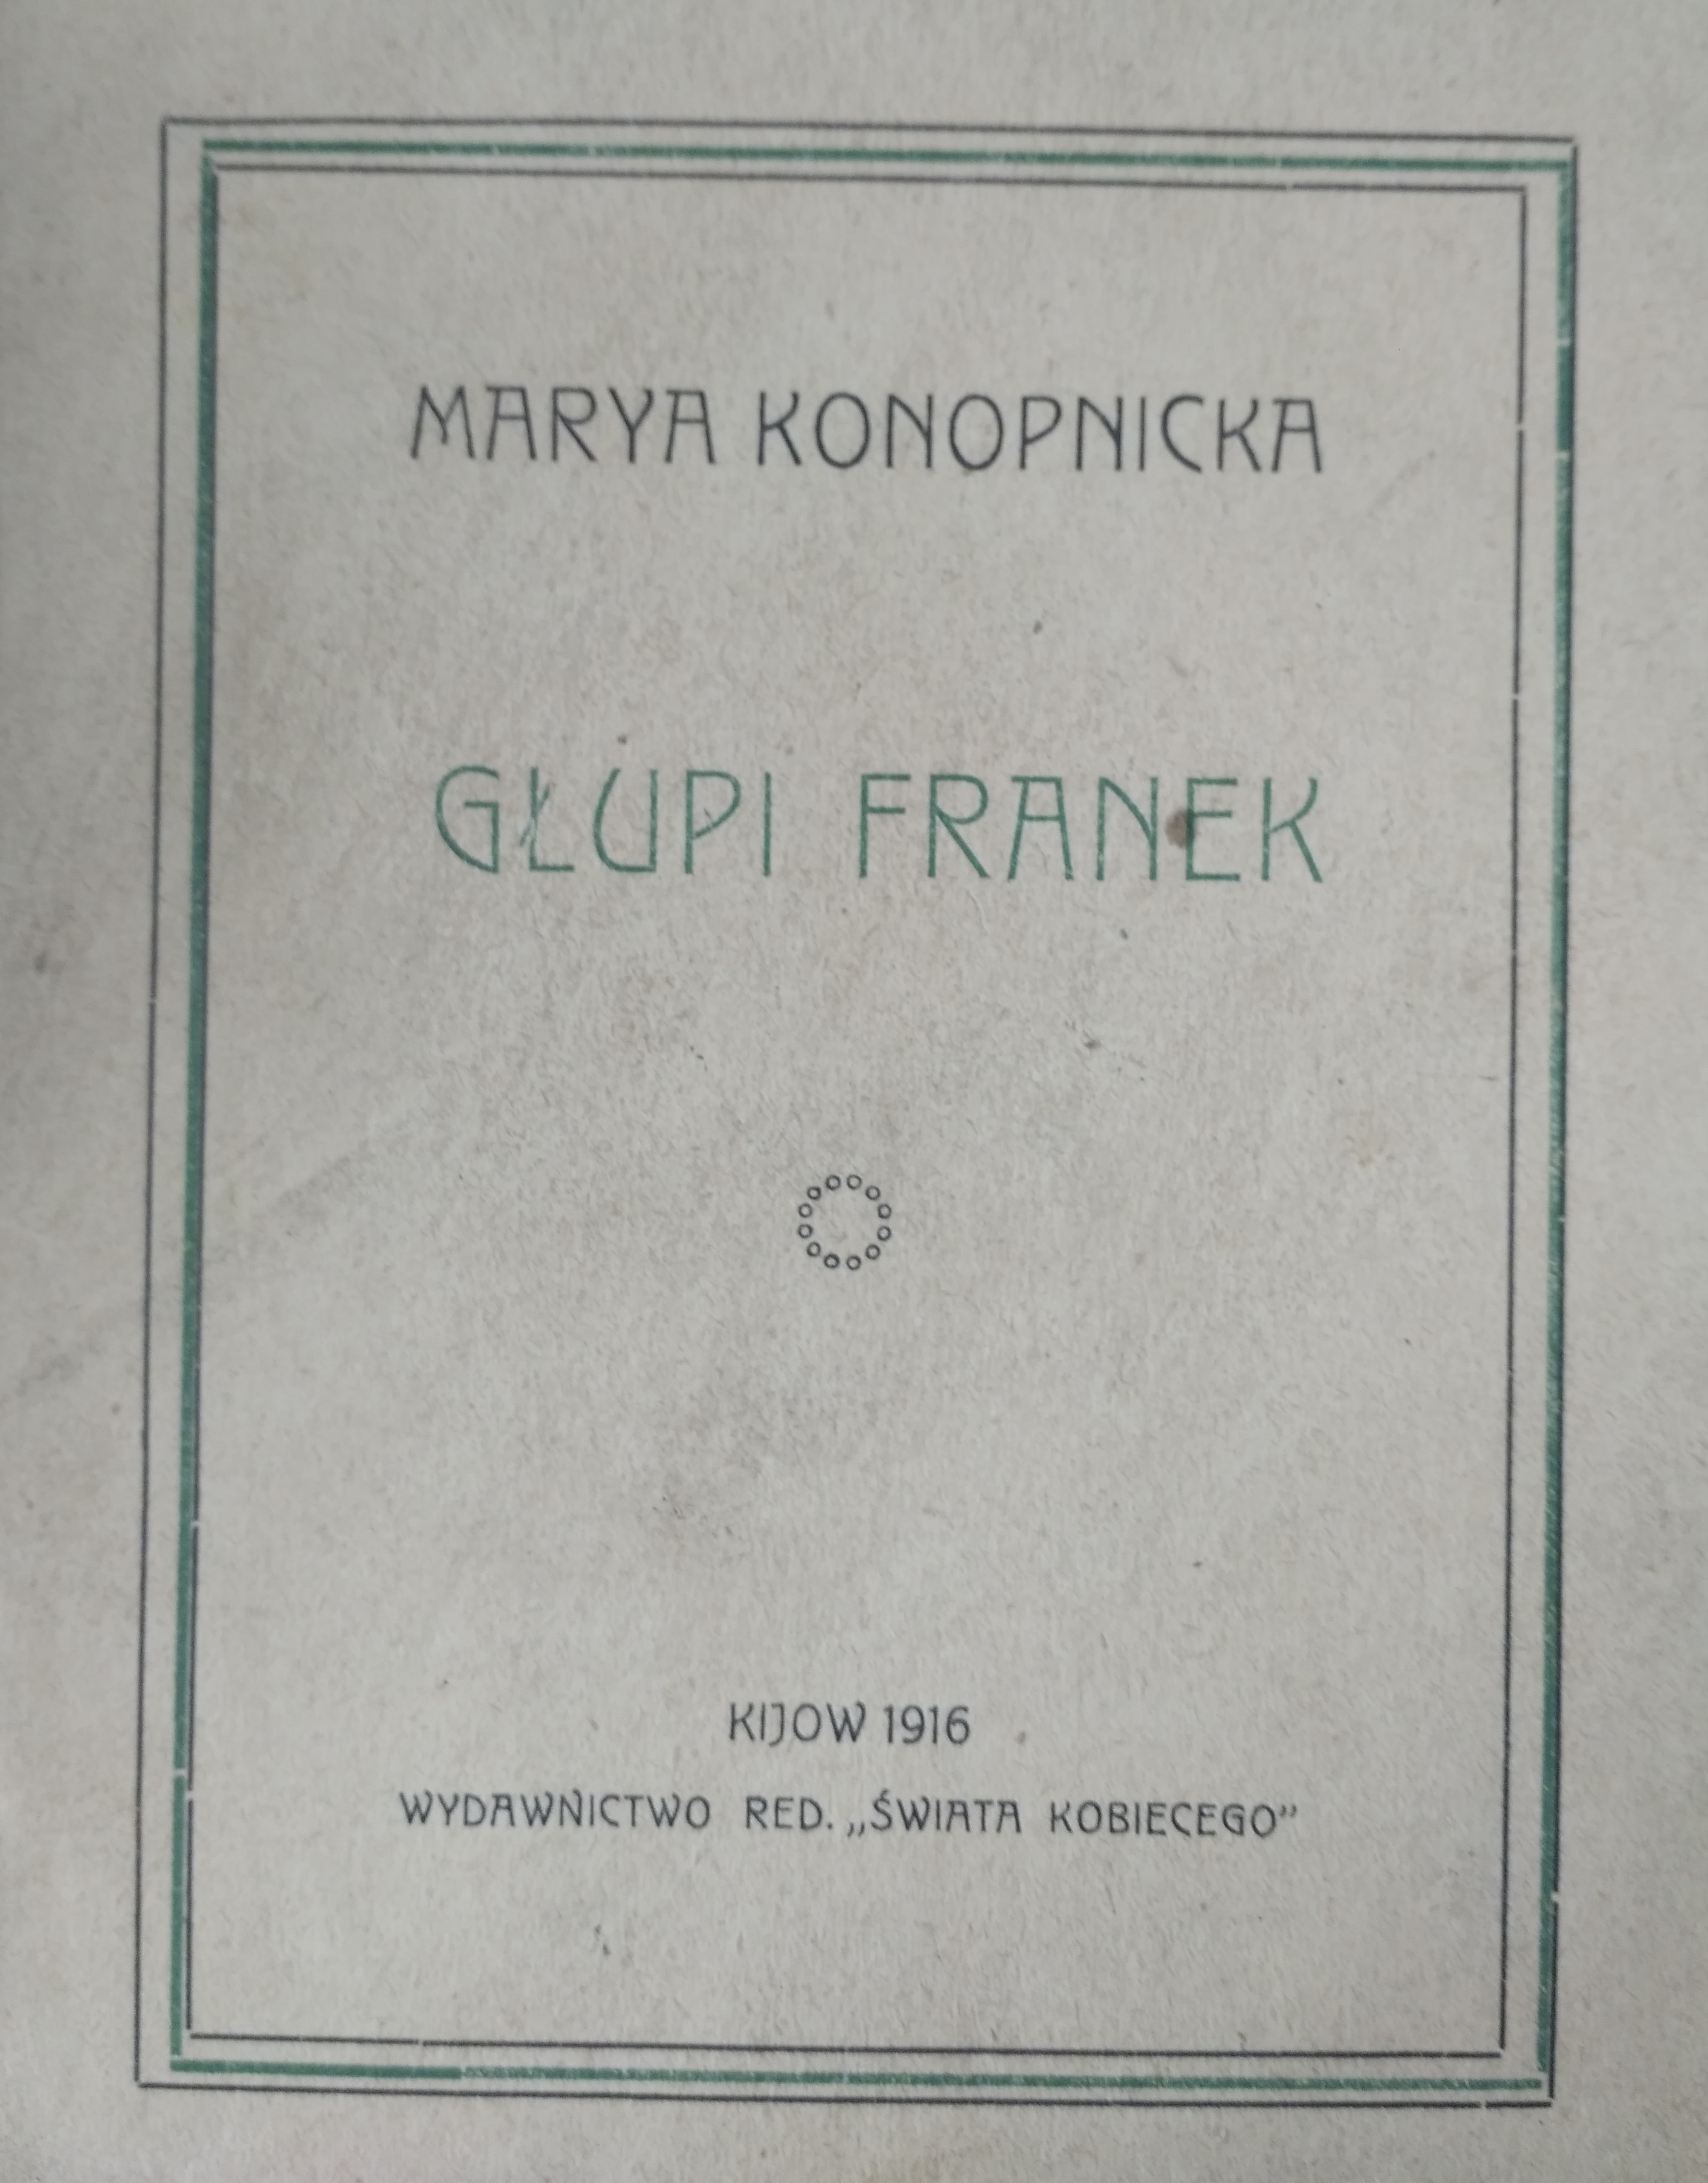 MARYA KONOPNICKA
GŁUPI FRANEK
KIJOW 1916
WYDAWNICTWO RED. „ŚWIATA KOBIECEGO”